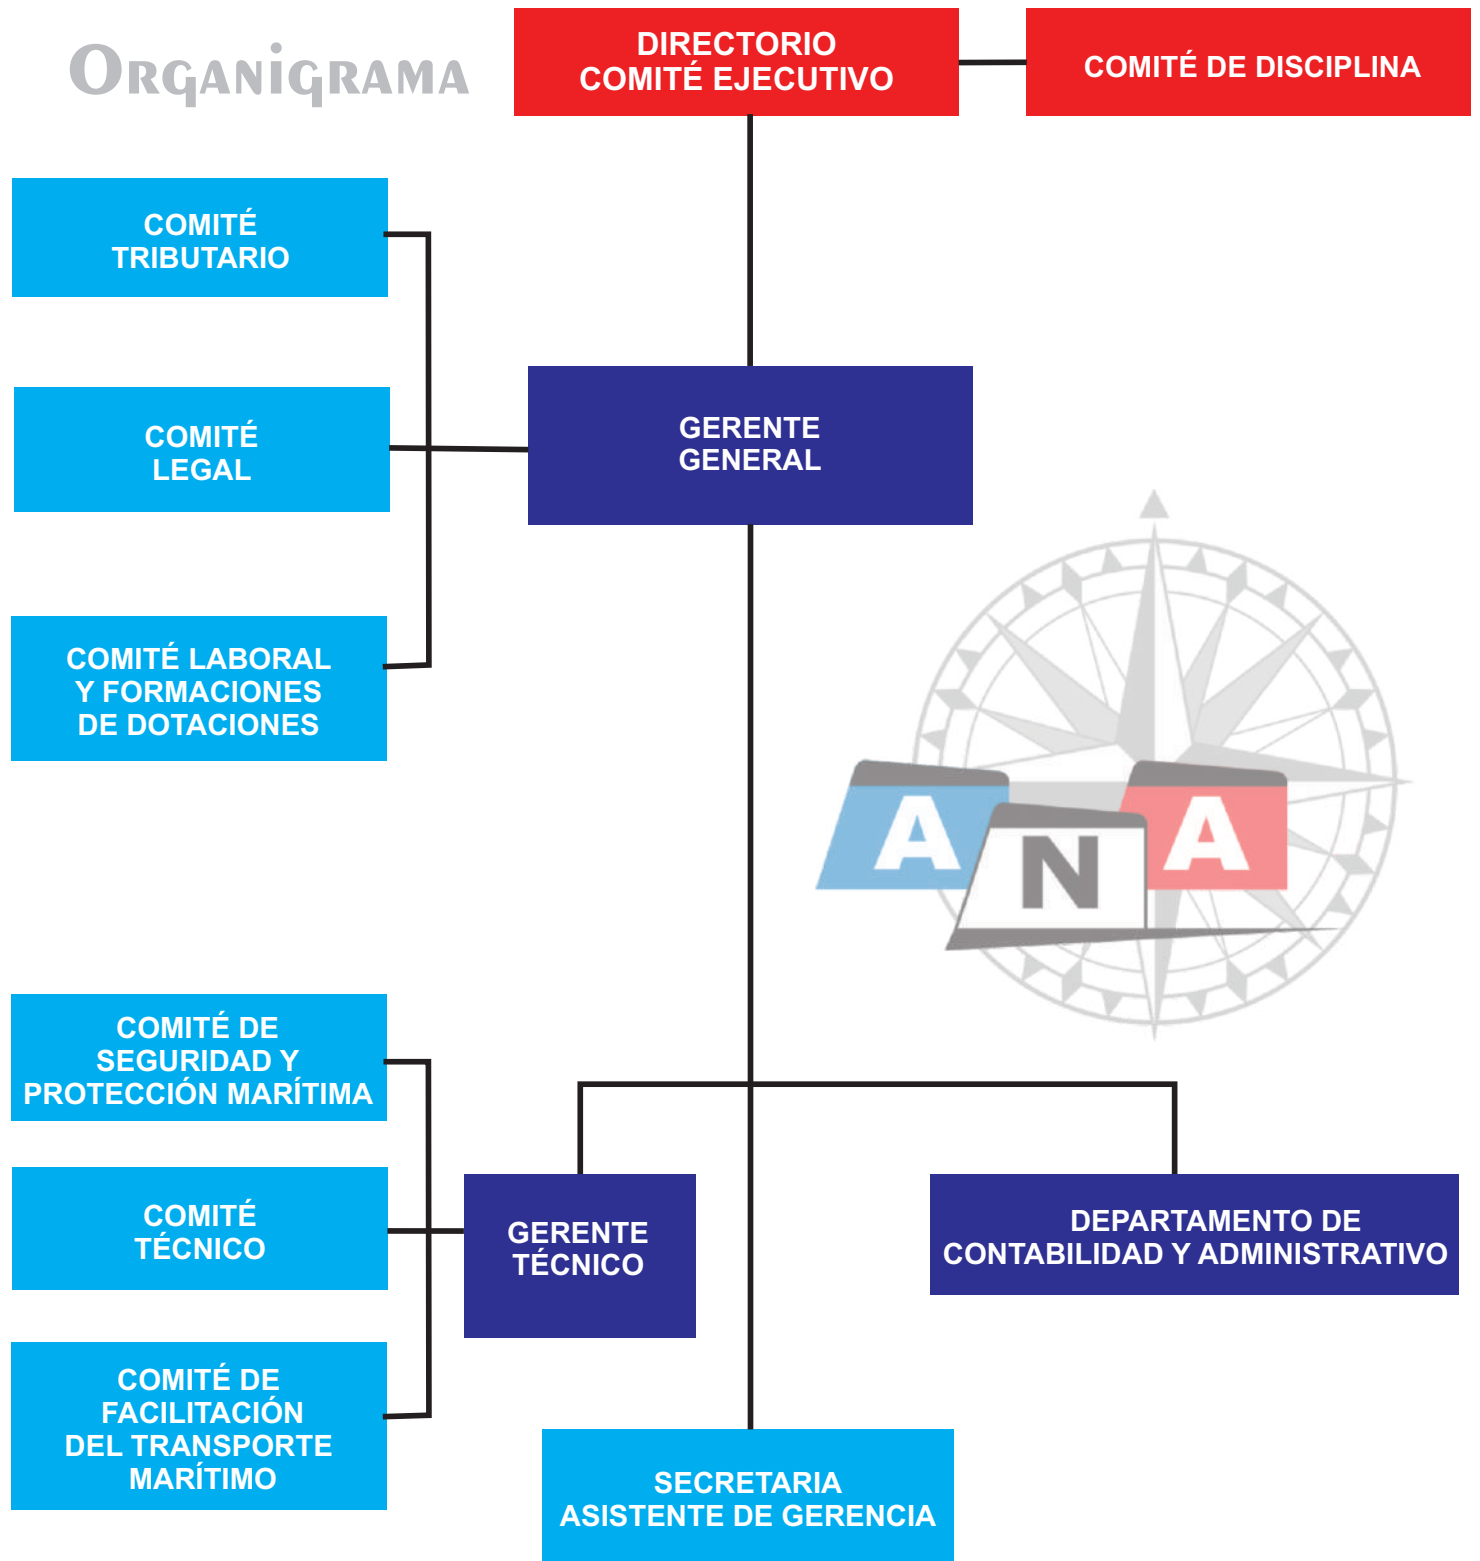 Organigrama
DIRECTORIO
COMITÉ EJECUTIVO
COMITÉ DE DISCIPLINA
COMITÉ
TRIBUTARIO
COMITÉ
LEGAL
GERENTE
GENERAL
COMITÉ LABORAL
Y FORMACIONES
DE DOTACIONES
A N A
COMITÉ DE
SEGURIDAD Y
PROTECCIÓN MARÍTIMA
COMITÉ
TÉCNICO
GERENTE
TÉCNICO
DEPARTAMENTO DE
CONTABILIDAD Y ADMINISTRATIVO
COMITÉ DE
FACILITACIÓN
DEL TRANSPORTE
MARÍTIMO
SECRETARIA
ASISTENTE DE GERENCIA